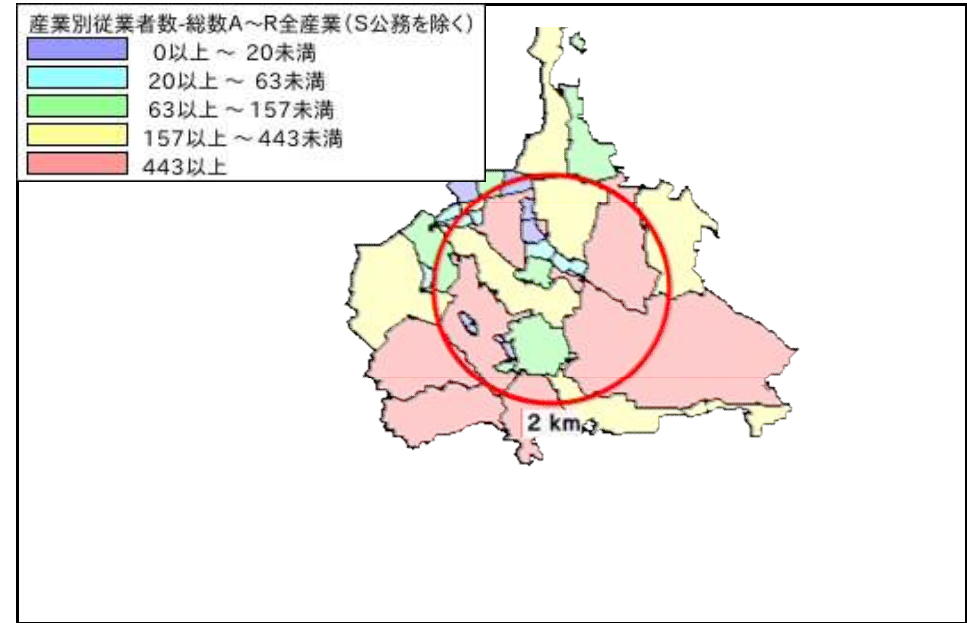 産業別従業者数-総数A～R全産業(S公務を除く)
0以上 ～ 20未満
20以上 ～ 63未満
63以上 ～ 157未満
157以上 ～ 443未満
443以上
2 km